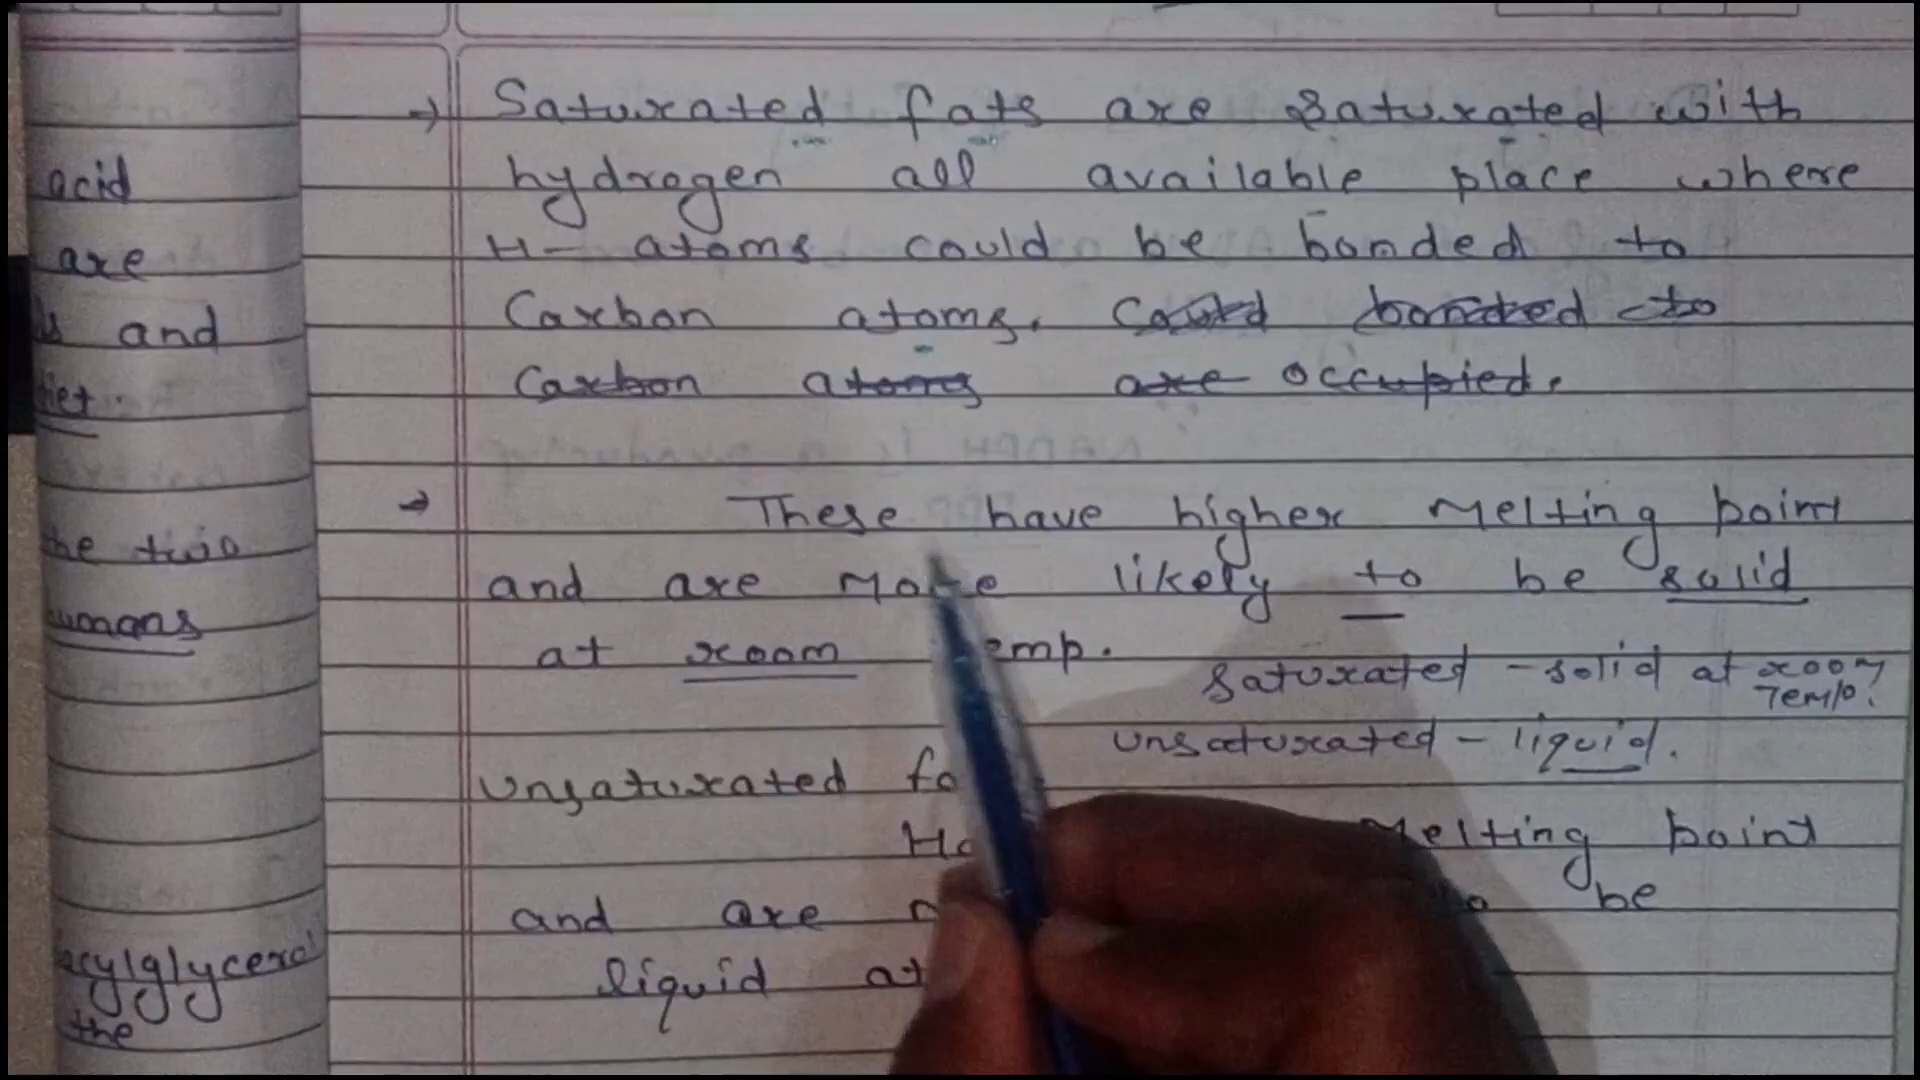 acid
are
and
the two
humans
acylglycerol
the
→ Saturated fats are saturated with
hydrogen all available place where
H- atoms could be bonded to
Carbon atoms. Could bonded to
Carbon atoms are occupied.
→ These have higher Melting point
and are More likely to be solid
at room emp.
Saturated - solid at room
Temp.
Unsaturated - liquid.
Unsaturated
Melting point
and are be
liquid at